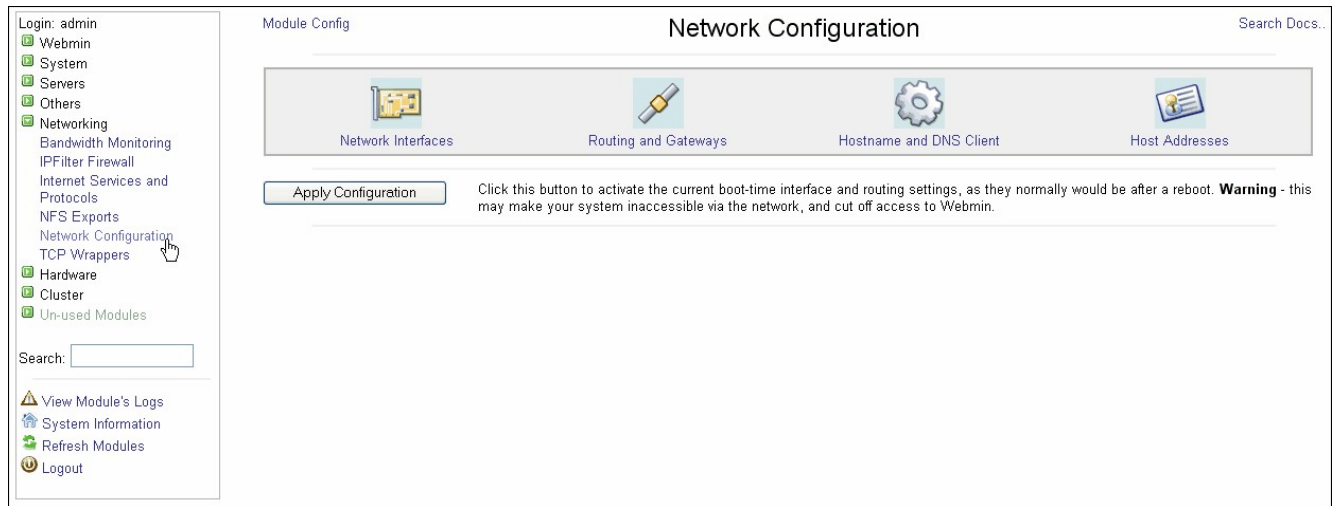 Login: admin
Webmin
System
Servers
Others
Networking
Bandwidth Monitoring
IPFilter Firewall
Internet Services and
Protocols
NFS Exports
Network Configuration
TCP Wrappers
Hardware
Cluster
Un-used Modules
Search:
View Module's Logs
System Information
Refresh Modules
Logout
Module Config
Network Configuration
Search Docs..
Network Interfaces
Routing and Gateways
Hostname and DNS Client
Host Addresses
Apply Configuration
Click this button to activate the current boot-time interface and routing settings, as they normally would be after a reboot. Warning - this
may make your system inaccessible via the network, and cut off access to Webmin.